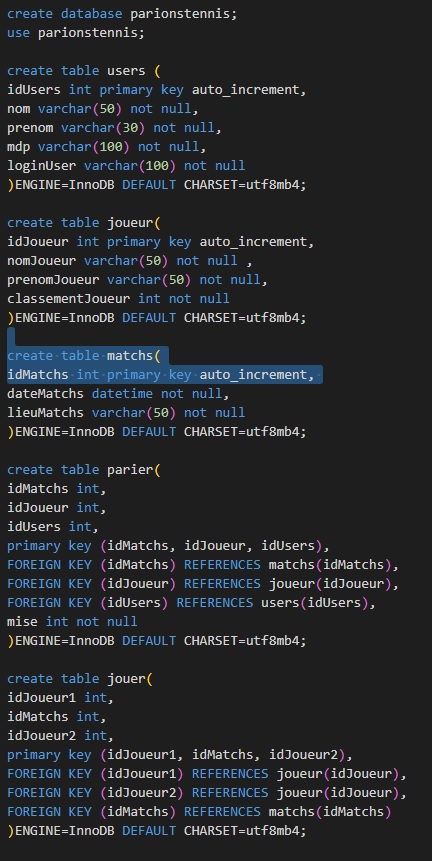 create database parionstennis;
use parionstennis;
create table users (
idUsers int primary key auto_increment,
nom varchar(50) not null,
prenom varchar(30) not null,
mdp varchar(100) not null,
loginUser varchar(100) not null
)ENGINE=InnoDB DEFAULT CHARSET=utf8mb4;
create table joueur(
idJoueur int primary key auto_increment,
nomJoueur varchar(50) not null ,
prenomJoueur varchar(50) not null,
classementJoueur int not null
)ENGINE=InnoDB DEFAULT CHARSET=utf8mb4;
create table matchs(
idMatchs int primary key auto_increment,
dateMatchs datetime not null,
lieuMatchs varchar(50) not null
)ENGINE=InnoDB DEFAULT CHARSET=utf8mb4;
create table parier(
idMatchs int,
idJoueur int,
idUsers int,
primary key (idMatchs, idJoueur, idUsers),
FOREIGN KEY (idMatchs) REFERENCES matchs(idMatchs),
FOREIGN KEY (idJoueur) REFERENCES joueur(idJoueur),
FOREIGN KEY (idUsers) REFERENCES users(idUsers),
mise int not null
)ENGINE=InnoDB DEFAULT CHARSET=utf8mb4;
create table jouer(
idJoueur1 int,
idMatchs int,
idJoueur2 int,
primary key (idJoueur1, idMatchs, idJoueur2),
FOREIGN KEY (idJoueur1) REFERENCES joueur(idJoueur),
FOREIGN KEY (idJoueur2) REFERENCES joueur(idJoueur),
FOREIGN KEY (idMatchs) REFERENCES matchs(idMatchs)
)ENGINE=InnoDB DEFAULT CHARSET=utf8mb4;